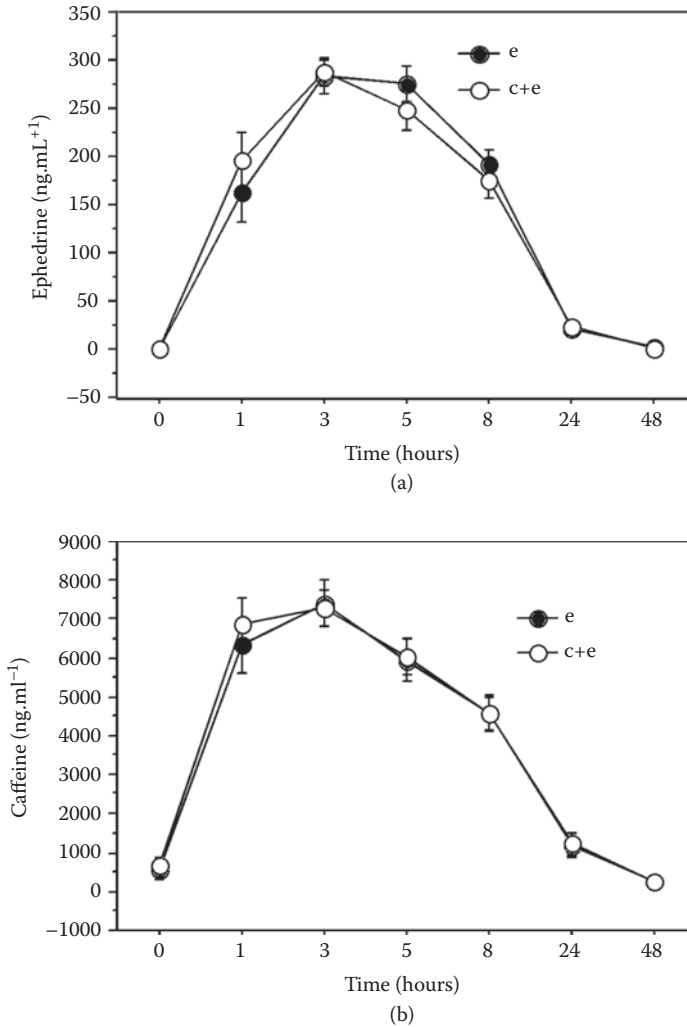 350
300
250
200
150
100
50
0
−50
Ephedrine (ng.mL⁺¹)
e
c+e
0 1 3 5 8 24 48
Time (hours)
(a)
9000
8000
7000
6000
5000
4000
3000
2000
1000
0
−1000
Caffeine (ng.ml⁻¹)
e
c+e
0 1 3 5 8 24 48
Time (hours)
(b)